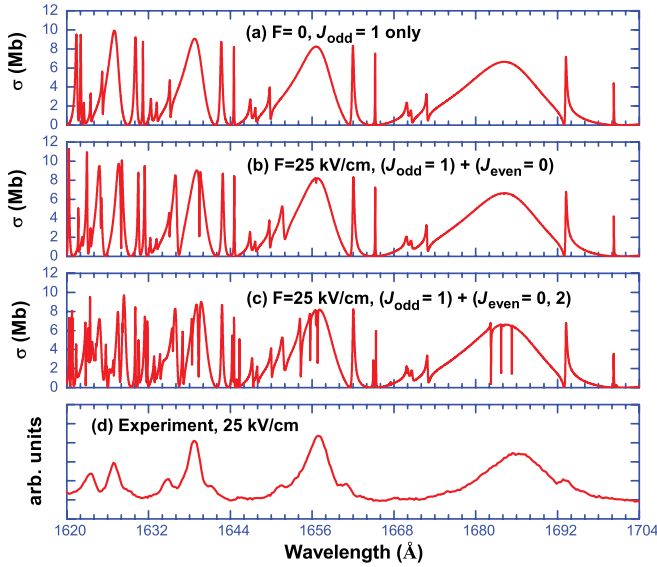 (a) F= 0, Jodd = 1 only
σ (Mb)
12
10
8
6
4
2
0
(b) F=25 kV/cm, (Jodd = 1) + (Jeven = 0)
σ (Mb)
12
10
8
6
4
2
0
(c) F=25 kV/cm, (Jodd = 1) + (Jeven = 0, 2)
σ (Mb)
12
10
8
6
4
2
0
(d) Experiment, 25 kV/cm
arb. units
1620 1632 1644 1656 1668 1680 1692 1704
Wavelength (Å)